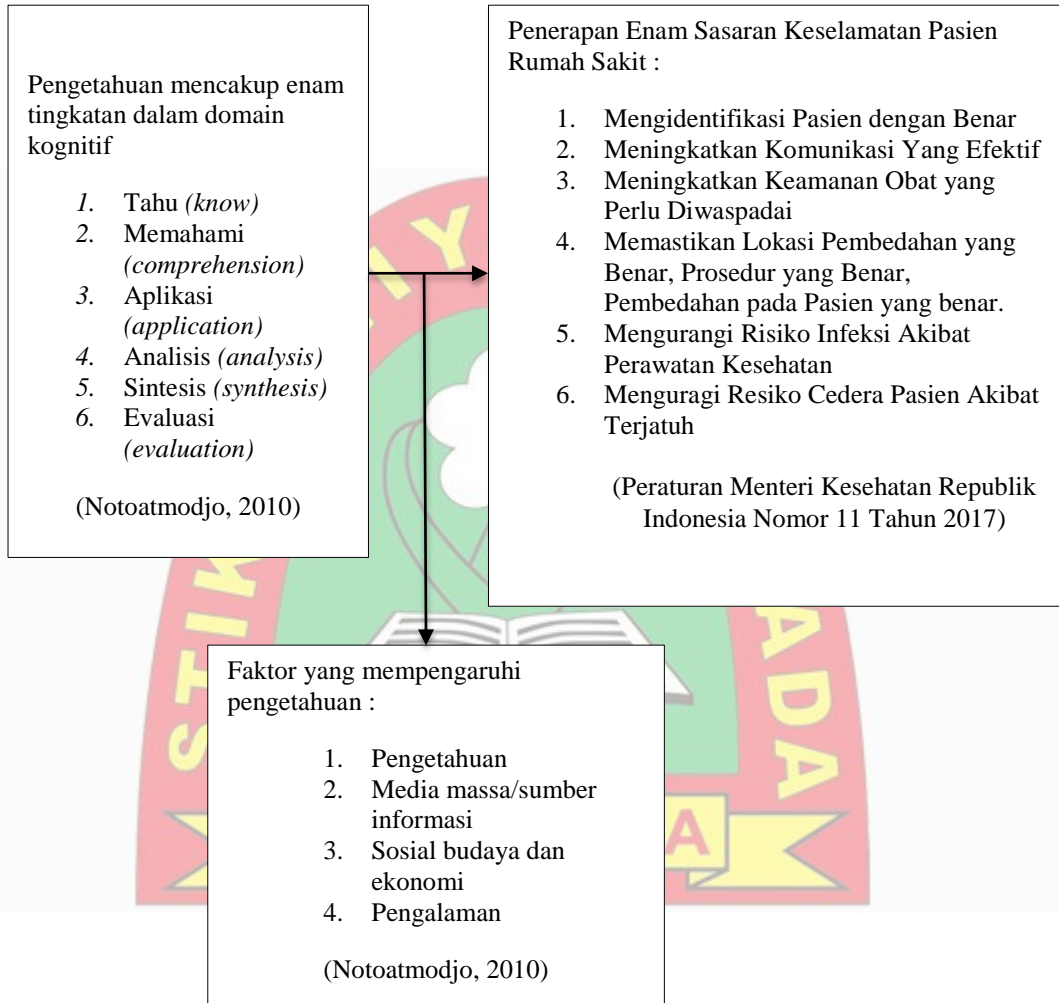 Pengetahuan mencakup enam
tingkatan dalam domain
kognitif
1. Tahu (know)
2. Memahami
(comprehension)
3. Aplikasi
(application)
4. Analisis (analysis)
5. Sintesis (synthesis)
6. Evaluasi
(evaluation)
(Notoatmodjo, 2010)
Penerapan Enam Sasaran Keselamatan Pasien
Rumah Sakit :
1. Mengidentifikasi Pasien dengan Benar
2. Meningkatkan Komunikasi Yang Efektif
3. Meningkatkan Keamanan Obat yang
Perlu Diwaspadai
4. Memastikan Lokasi Pembedahan yang
Benar, Prosedur yang Benar,
Pembedahan pada Pasien yang benar.
5. Mengurangi Risiko Infeksi Akibat
Perawatan Kesehatan
6. Menguragi Resiko Cedera Pasien Akibat
Terjatuh
(Peraturan Menteri Kesehatan Republik
Indonesia Nomor 11 Tahun 2017)
Faktor yang mempengaruhi
pengetahuan :
1. Pengetahuan
2. Media massa/sumber
informasi
3. Sosial budaya dan
ekonomi
4. Pengalaman
(Notoatmodjo, 2010)